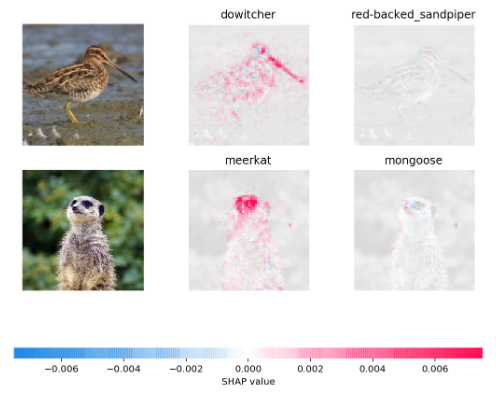 dowitcher
red-backed_sandpiper
meerkat
mongoose
−0.006 −0.004 −0.002 0.000 0.002 0.004 0.006
SHAP value